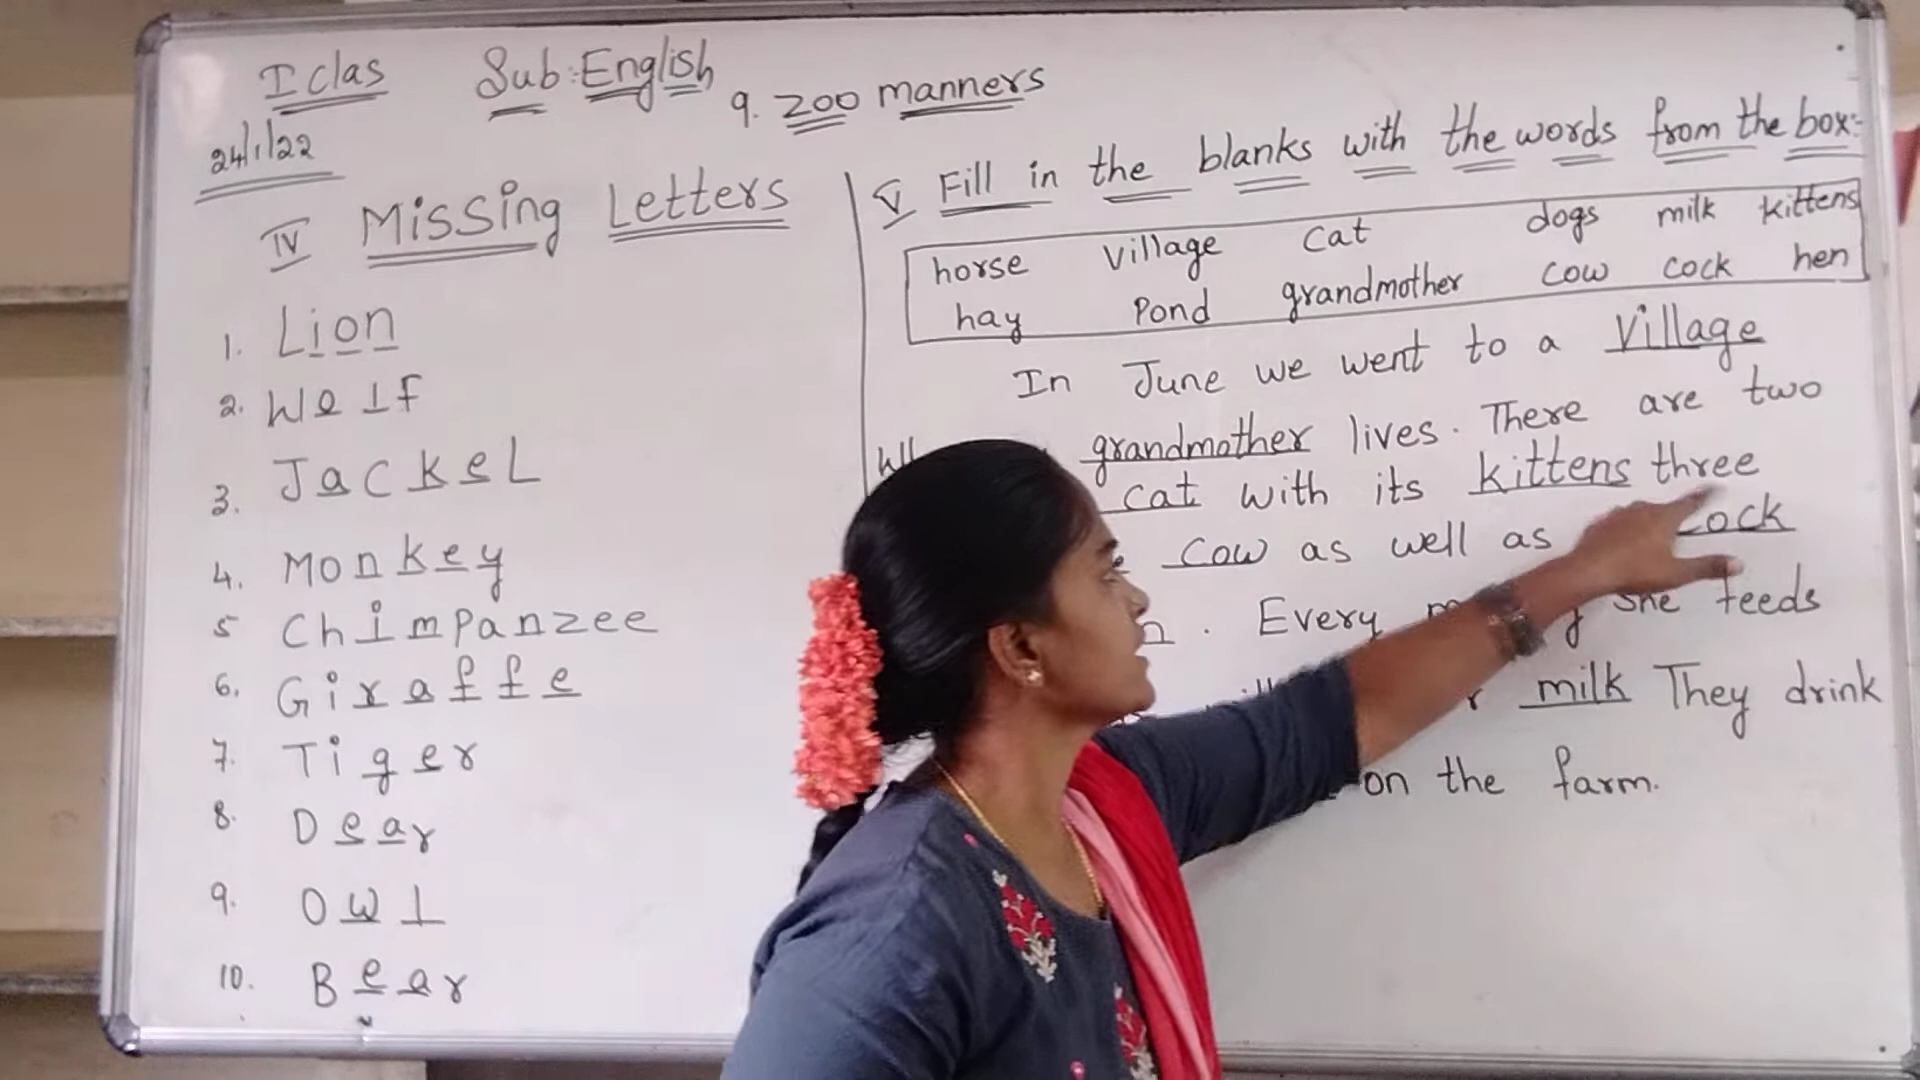 I clas Sub: English
9. Zoo manners
24/1/22
IV Missing Letters
1. Lion
2. Wolf
3. JackeL
4. Monkey
5 Chimpanzee
6. Giraffe
7. Tiger
8. Dear
9. Owl
10. Bear
V Fill in the blanks with the words from the box:-
horse Village Cat dogs milk kittens
hay Pond grandmother cow cock hen
In June we went to a Village
grandmother lives. There are two
cat with its kittens three
cow as well as cock
Every she feeds
milk They drink
on the farm.